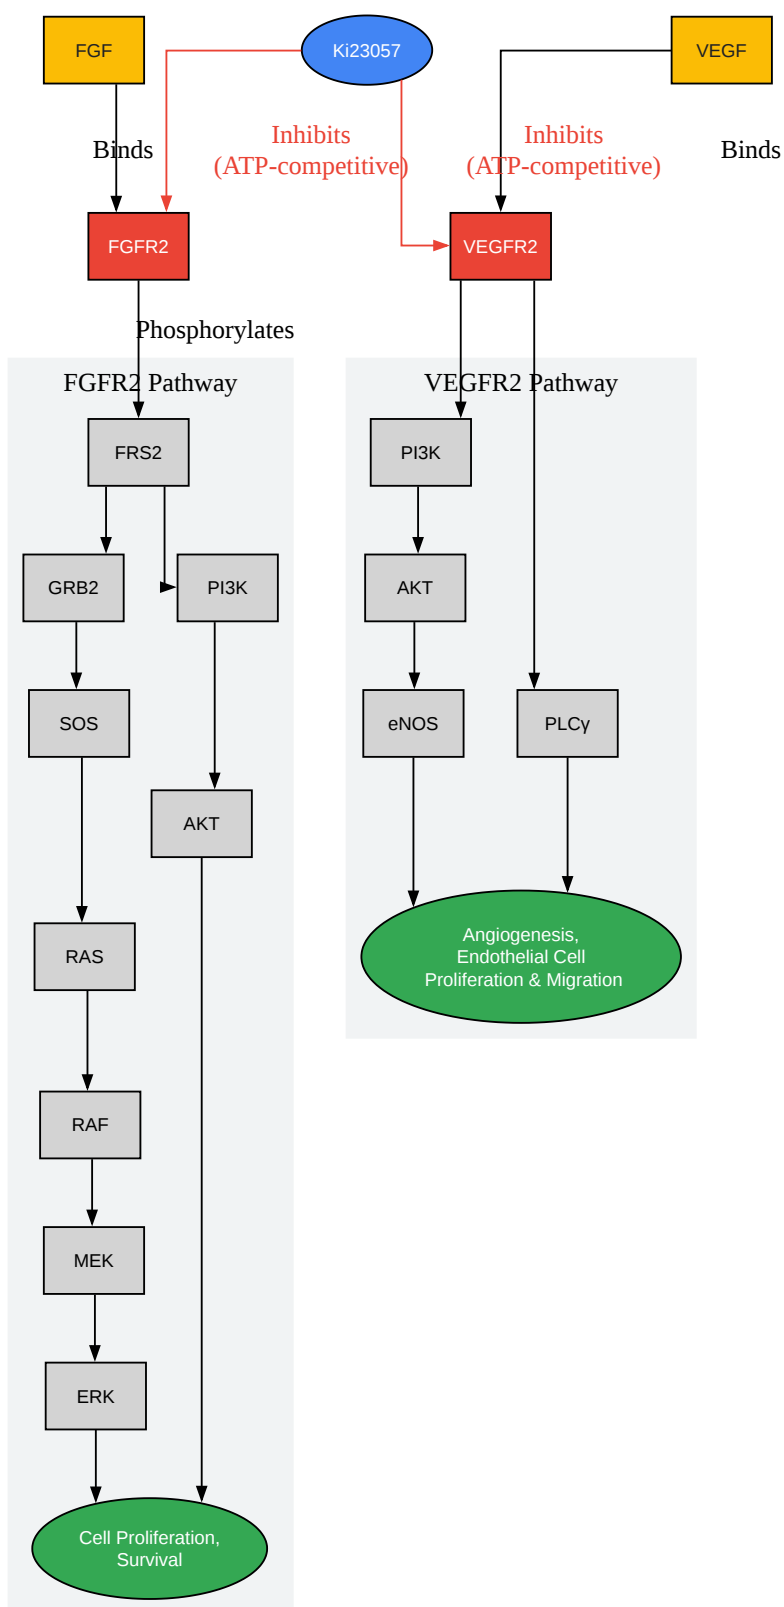 FGF
Ki23057
VEGF
Binds
Inhibits
(ATP-competitive)
Inhibits
(ATP-competitive)
Binds
FGFR2
VEGFR2
Phosphorylates
FGFR2 Pathway
VEGFR2 Pathway
FRS2
PI3K
GRB2
PI3K
AKT
SOS
eNOS
PLCγ
AKT
RAS
Angiogenesis,
Endothelial Cell
Proliferation & Migration
RAF
MEK
ERK
Cell Proliferation,
Survival